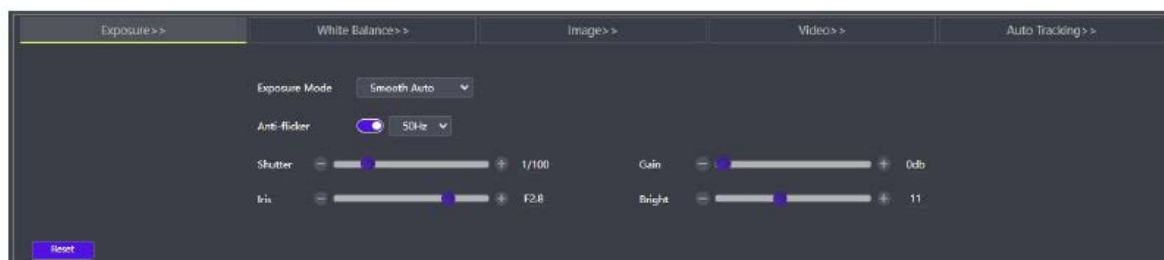 Exposure>> White Balance>> Image>> Video>> Auto Tracking>>
Exposure Mode Smooth Auto
Anti-flicker 50Hz
Shutter 1/100 Gain 0db
Iris F2.8 Bright 11
Reset